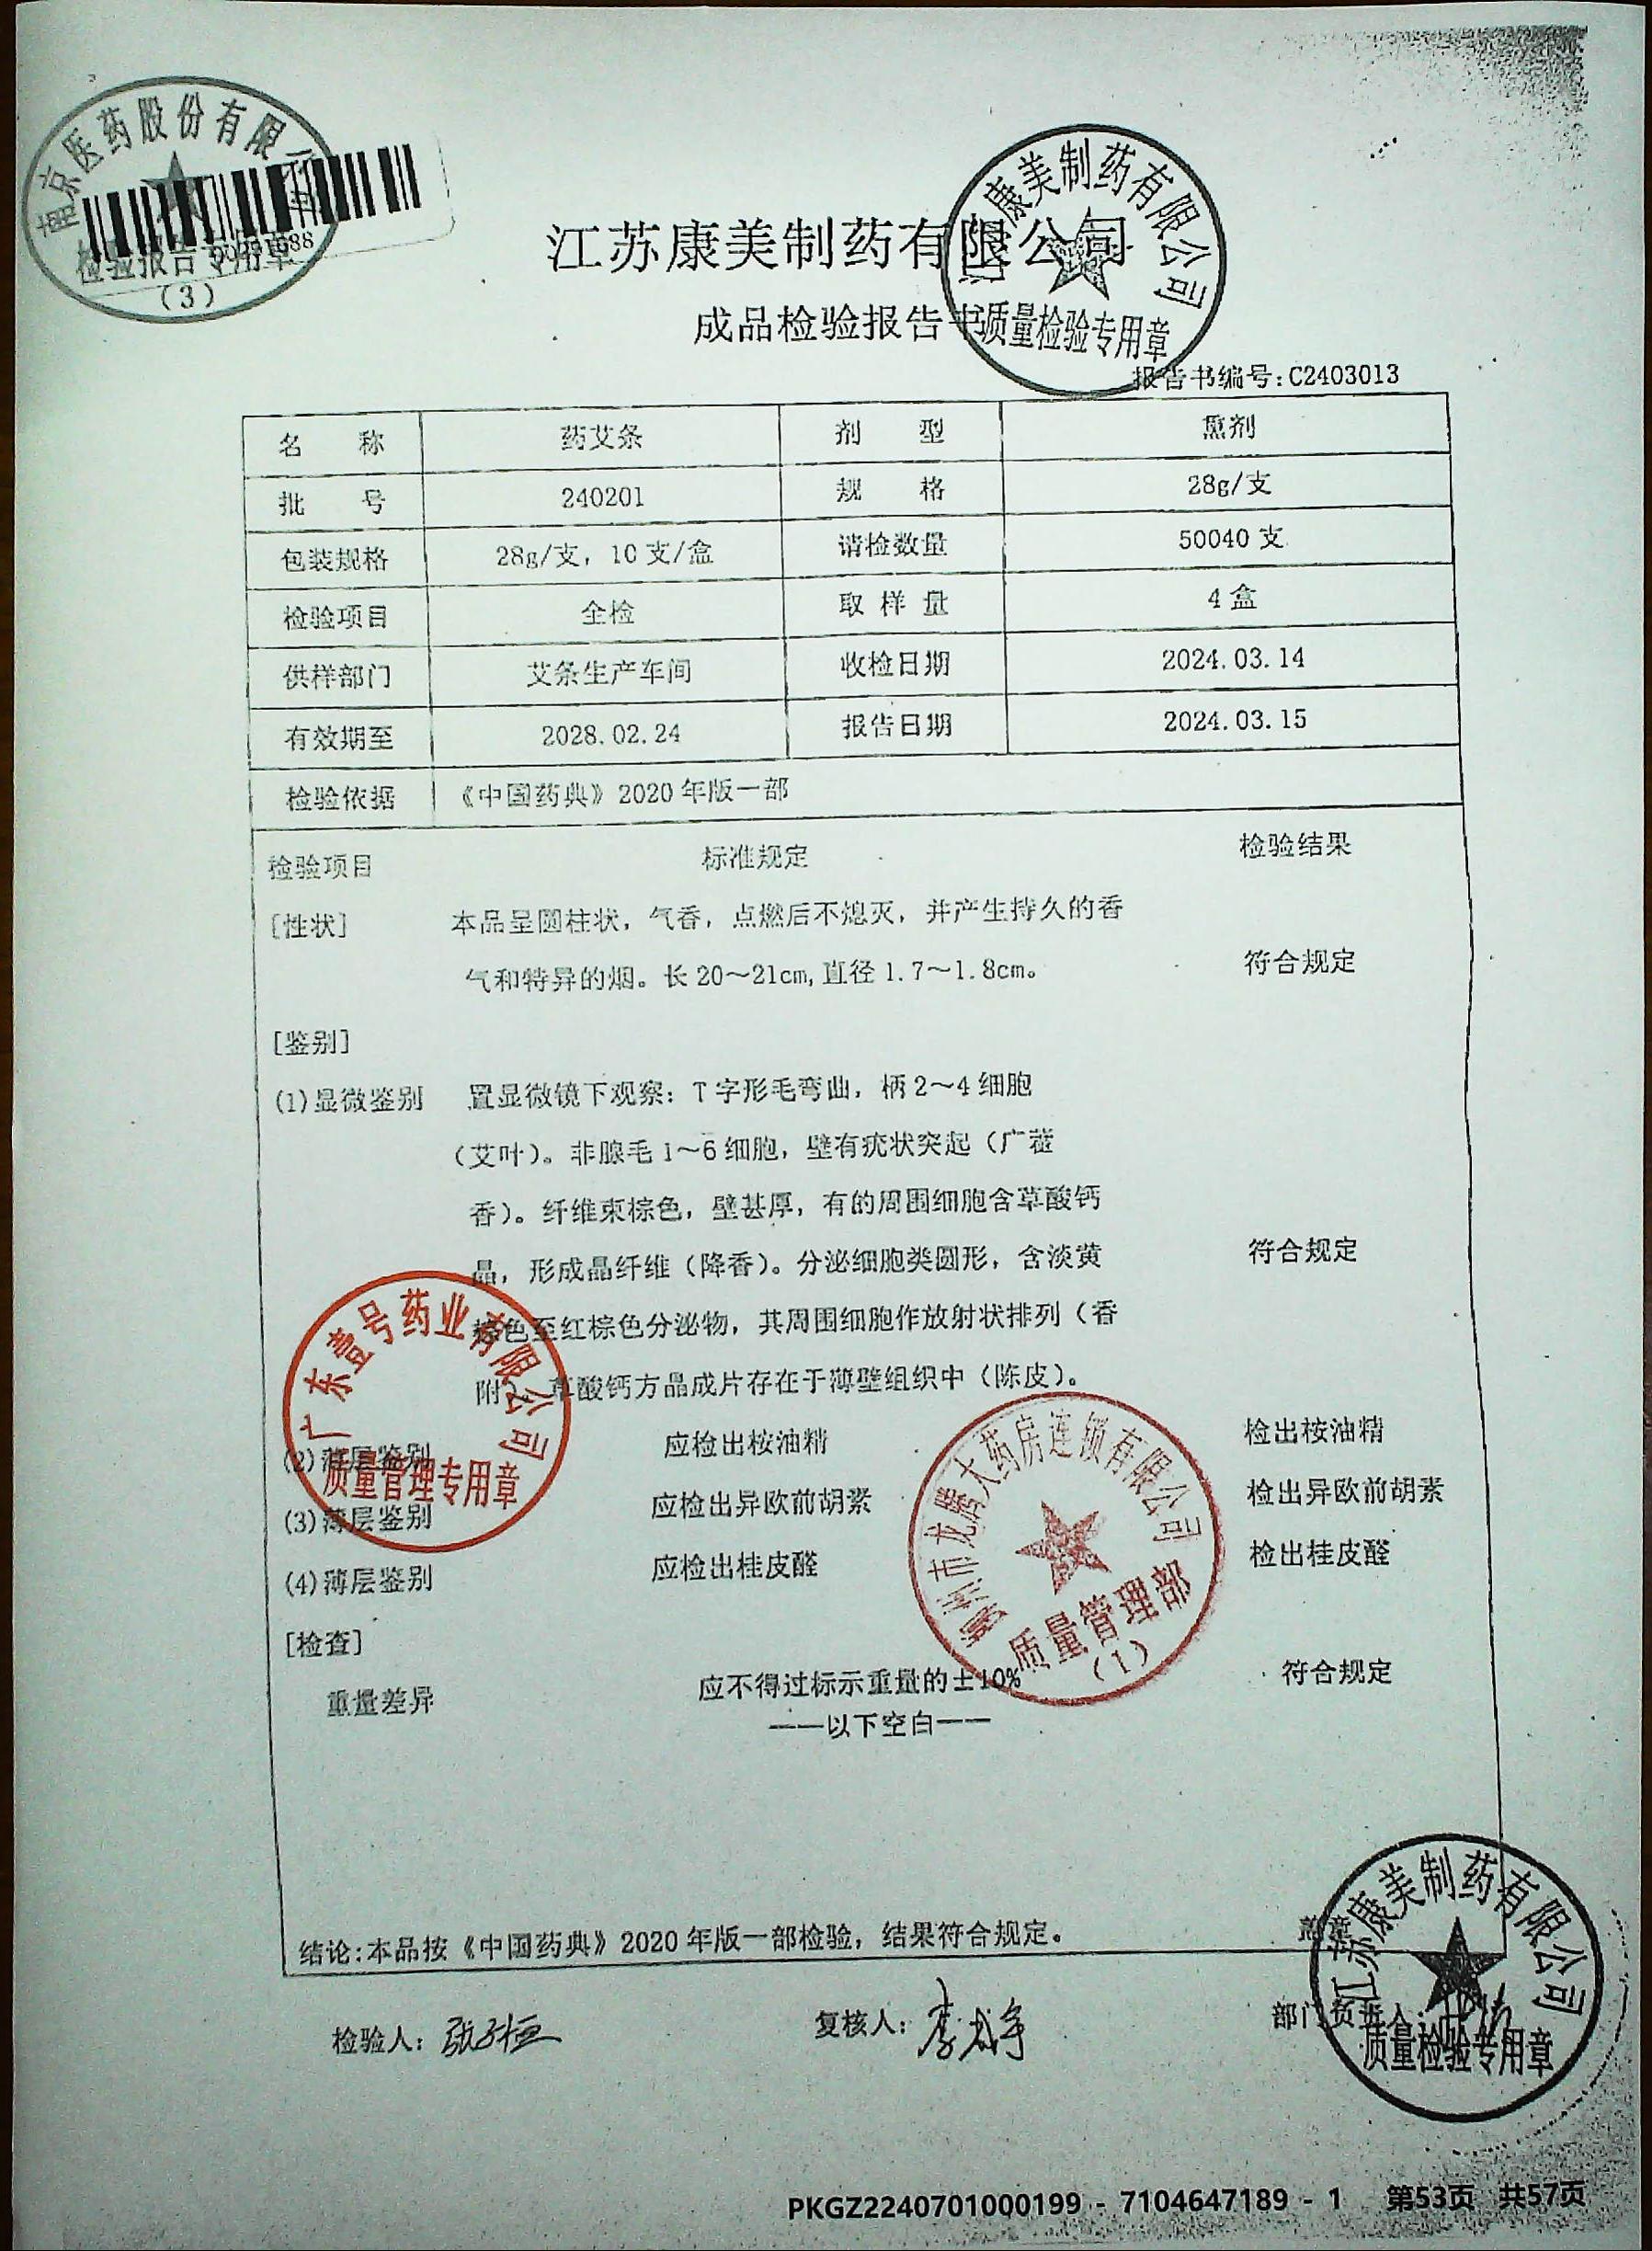 南京医药股份有限公司
检验报告专用章
(3)
江苏康美制药有限公司
质量检验专用章
江苏康美制药有限公司
成品检验报告书
报告书编号:C2403013
名 称 药艾条 剂 型 熏剂
批 号 240201 规 格 28g/支
包装规格 28g/支，10支/盒 请检数量 50040支
检验项目 全检 取样量 4盒
供样部门 艾条生产车间 收检日期 2024.03.14
有效期至 2028.02.24 报告日期 2024.03.15
检验依据 《中国药典》2020年版一部
检验项目 标准规定 检验结果
[性状] 本品呈圆柱状，气香，点燃后不熄灭，并产生持久的香
气和特异的烟。长20～21cm,直径1.7～1.8cm。 符合规定
[鉴别]
(1)显微鉴别 置显微镜下观察：T字形毛弯曲，柄2～4细胞
（艾叶）。非腺毛1～6细胞，壁有疣状突起（广藿
香）。纤维束棕色，壁甚厚，有的周围细胞含草酸钙
晶，形成晶纤维（降香）。分泌细胞类圆形，含淡黄 符合规定
棕色至红棕色分泌物，其周围细胞作放射状排列（香
附）。草酸钙方晶成片存在于薄壁组织中（陈皮）。
(2)薄层鉴别 应检出桉油精 检出桉油精
(3)薄层鉴别 应检出异欧前胡素 检出异欧前胡素
(4)薄层鉴别 应检出桂皮醛 检出桂皮醛
[检查]
重量差异 应不得过标示重量的±10% 符合规定
——以下空白——
广东壹号药业有限公司
质量管理专用章
州市龙腾大药房连锁有限公司
质量管理部
(1)
结论:本品按《中国药典》2020年版一部检验，结果符合规定。 盖章
检验人：张子恒 复核人： 部门负责人：
江苏康美制药有限公司
质量检验专用章
PKGZ2240701000199 - 7104647189 - 1 第53页 共57页